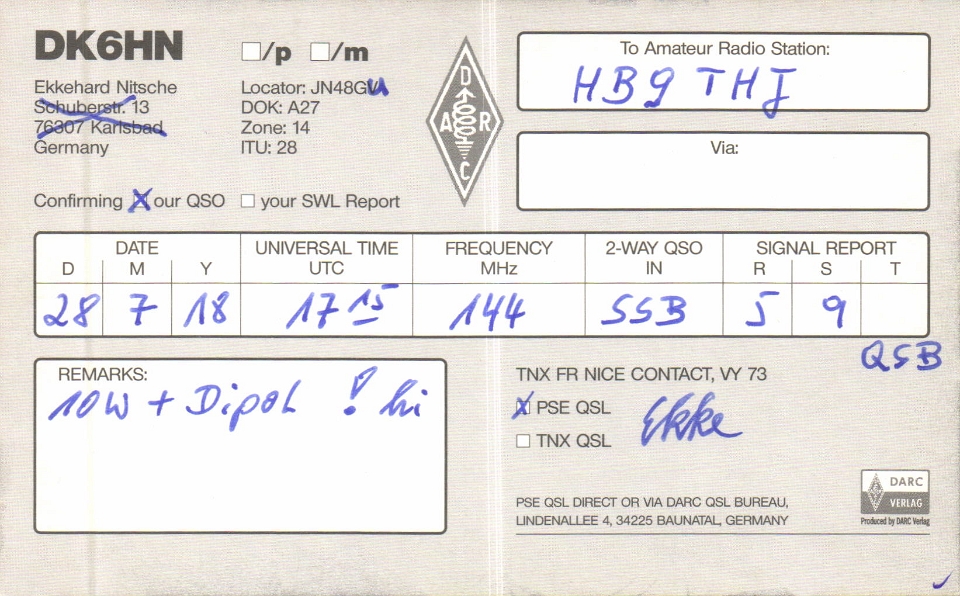 DK6HN
/p /m
Ekkehard Nitsche
Schuberstr. 13
76307 Karlsbad
Germany
Locator: JN48GVu
DOK: A27
Zone: 14
ITU: 28
DARC
To Amateur Radio Station:
HB9THJ
Via:
Confirming X our QSO your SWL Report
DATE UNIVERSAL TIME FREQUENCY 2-WAY QSO SIGNAL REPORT
D M Y UTC MHz IN R S T
28 7 18 17 15 144 SSB 5 9
QSB
REMARKS:
10W + Dipol ! hi
TNX FR NICE CONTACT, VY 73
X PSE QSL
Ekke
TNX QSL
PSE QSL DIRECT OR VIA DARC QSL BUREAU,
LINDENALLEE 4, 34225 BAUNATAL, GERMANY
DARC
VERLAG
Produced by DARC Verlag